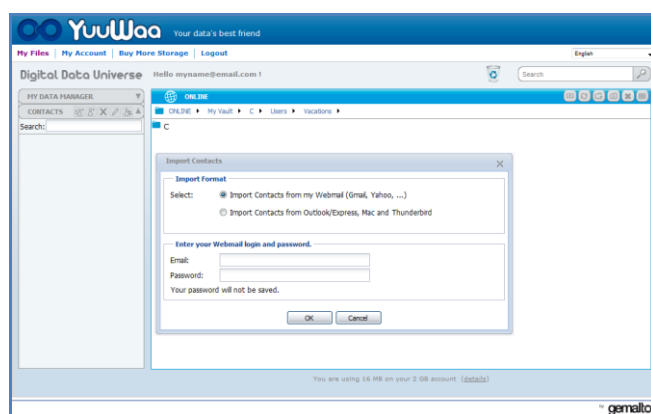 YuuWaa Your data's best friend
My Files My Account Buy More Storage Logout English
Digital Data Universe Hello myname@email.com ! Search
MY DATA MANAGER ONLINE
CONTACTS ONLINE My Vault C Users Vacations
Search: C
Import Contacts
Import Format
Select: Import Contacts from my Webmail (Gmail, Yahoo, ...)
Import Contacts from Outlook/Express, Mac and Thunderbird
Enter your Webmail login and password.
Email:
Password:
Your password will not be saved.
OK Cancel
You are using 16 MB on your 2 GB account (details)
by gemalto